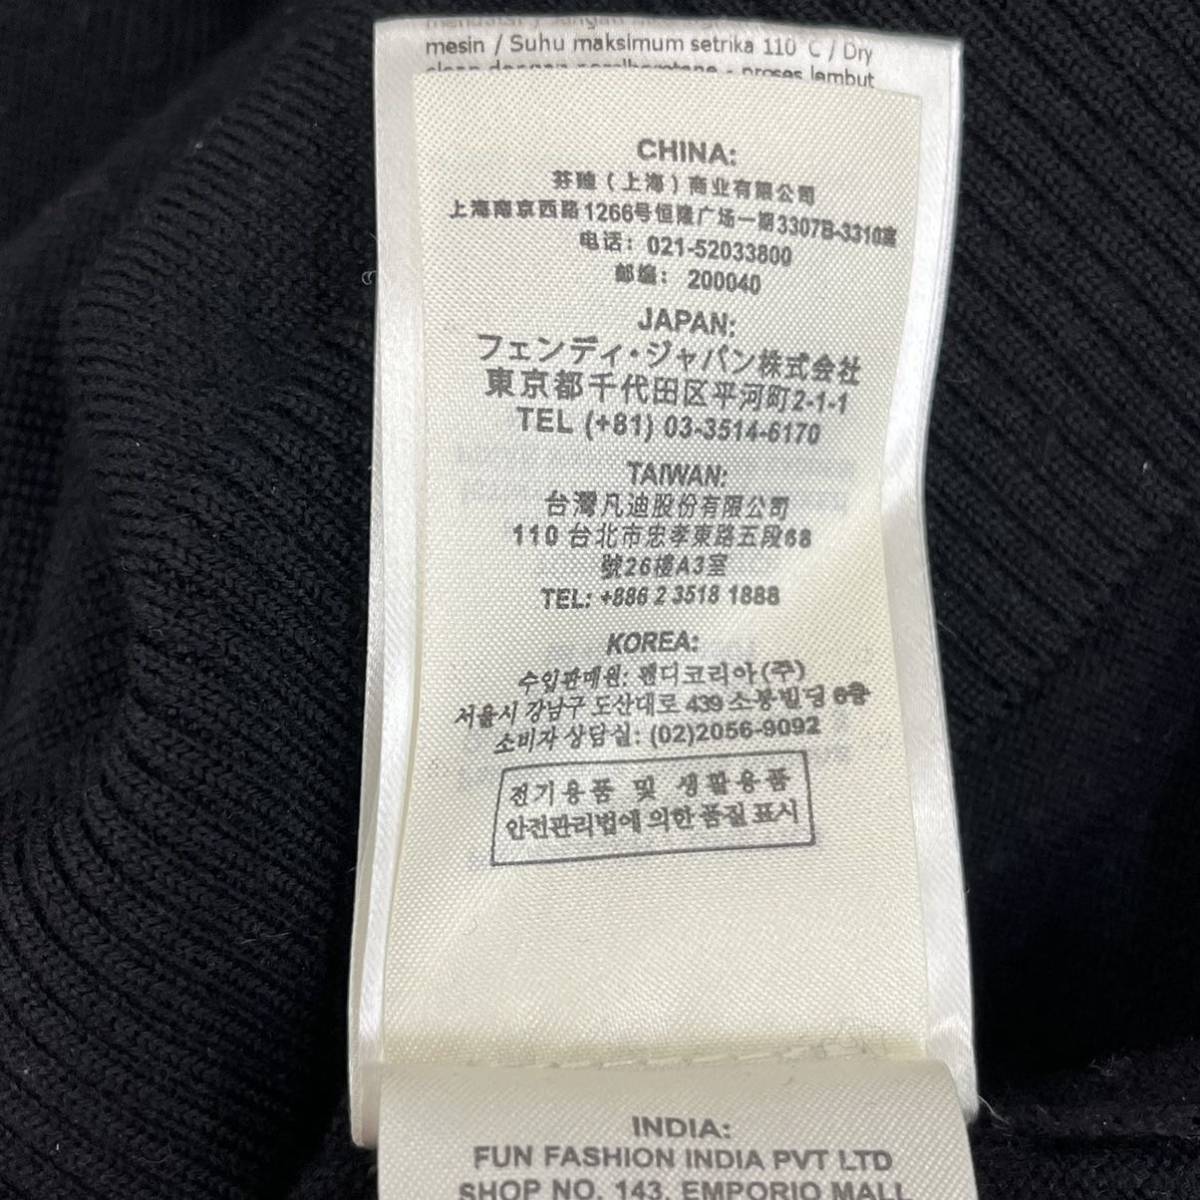 mesin / Suhu maksimum setrika 110°C / Dry
proses lembut
CHINA:
芬迪（上海）商业有限公司
上海南京西路1266号恒隆广场一期3307B-3310室
电话：021-52033800
邮编：200040
JAPAN:
フェンディ・ジャパン株式会社
東京都千代田区平河町2-1-1
TEL (+81) 03-3514-6170
TAIWAN:
台灣凡迪股份有限公司
110 台北市忠孝東路五段68
號26樓A3室
TEL: +886 2 3518 1888
KOREA:
수입판매원: 펜디코리아(주)
서울시 강남구 도산대로 439 소봉빌딩 6층
소비자 상담실: (02)2056-9092
전기용품 및 생활용품
안전관리법에 의한 품질 표시
INDIA:
FUN FASHION INDIA PVT LTD
SHOP NO. 143, EMPORIO MALL